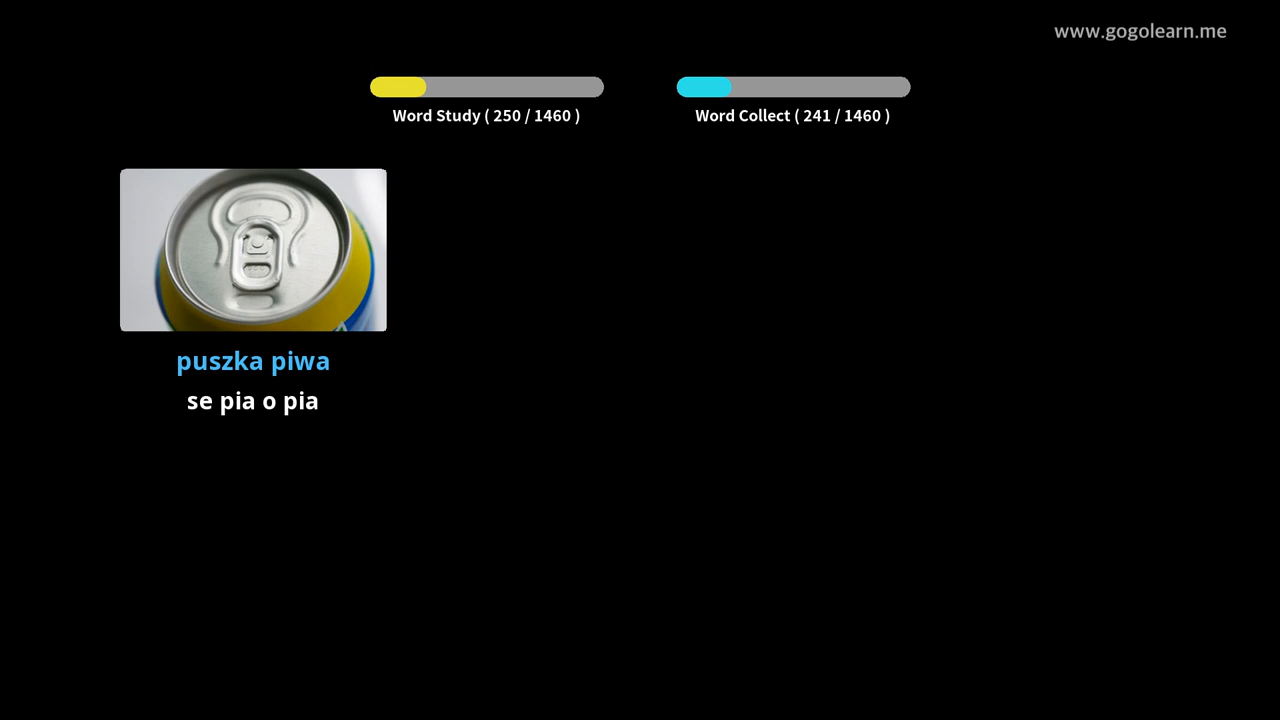 www.gogolearn.me
Word Study ( 250 / 1460 )
Word Collect ( 241 / 1460 )
puszka piwa
se pia o pia